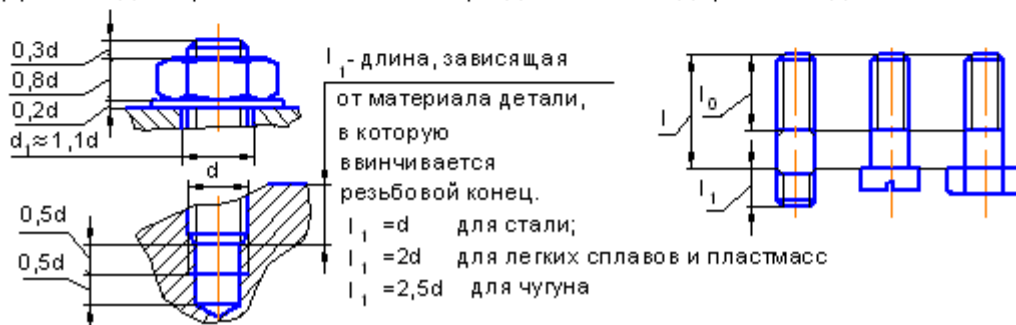 0,3d
0,8d
0,2d
d₁≈1,1d
d
0,5d
0,5d
l₁- длина, зависящая
от материала детали,
в которую
ввинчивается
резьбовой конец.
l₁ =d для стали;
l₁ =2d для легких сплавов и пластмасс
l₁ =2,5d для чугуна
l
l₀
l₁